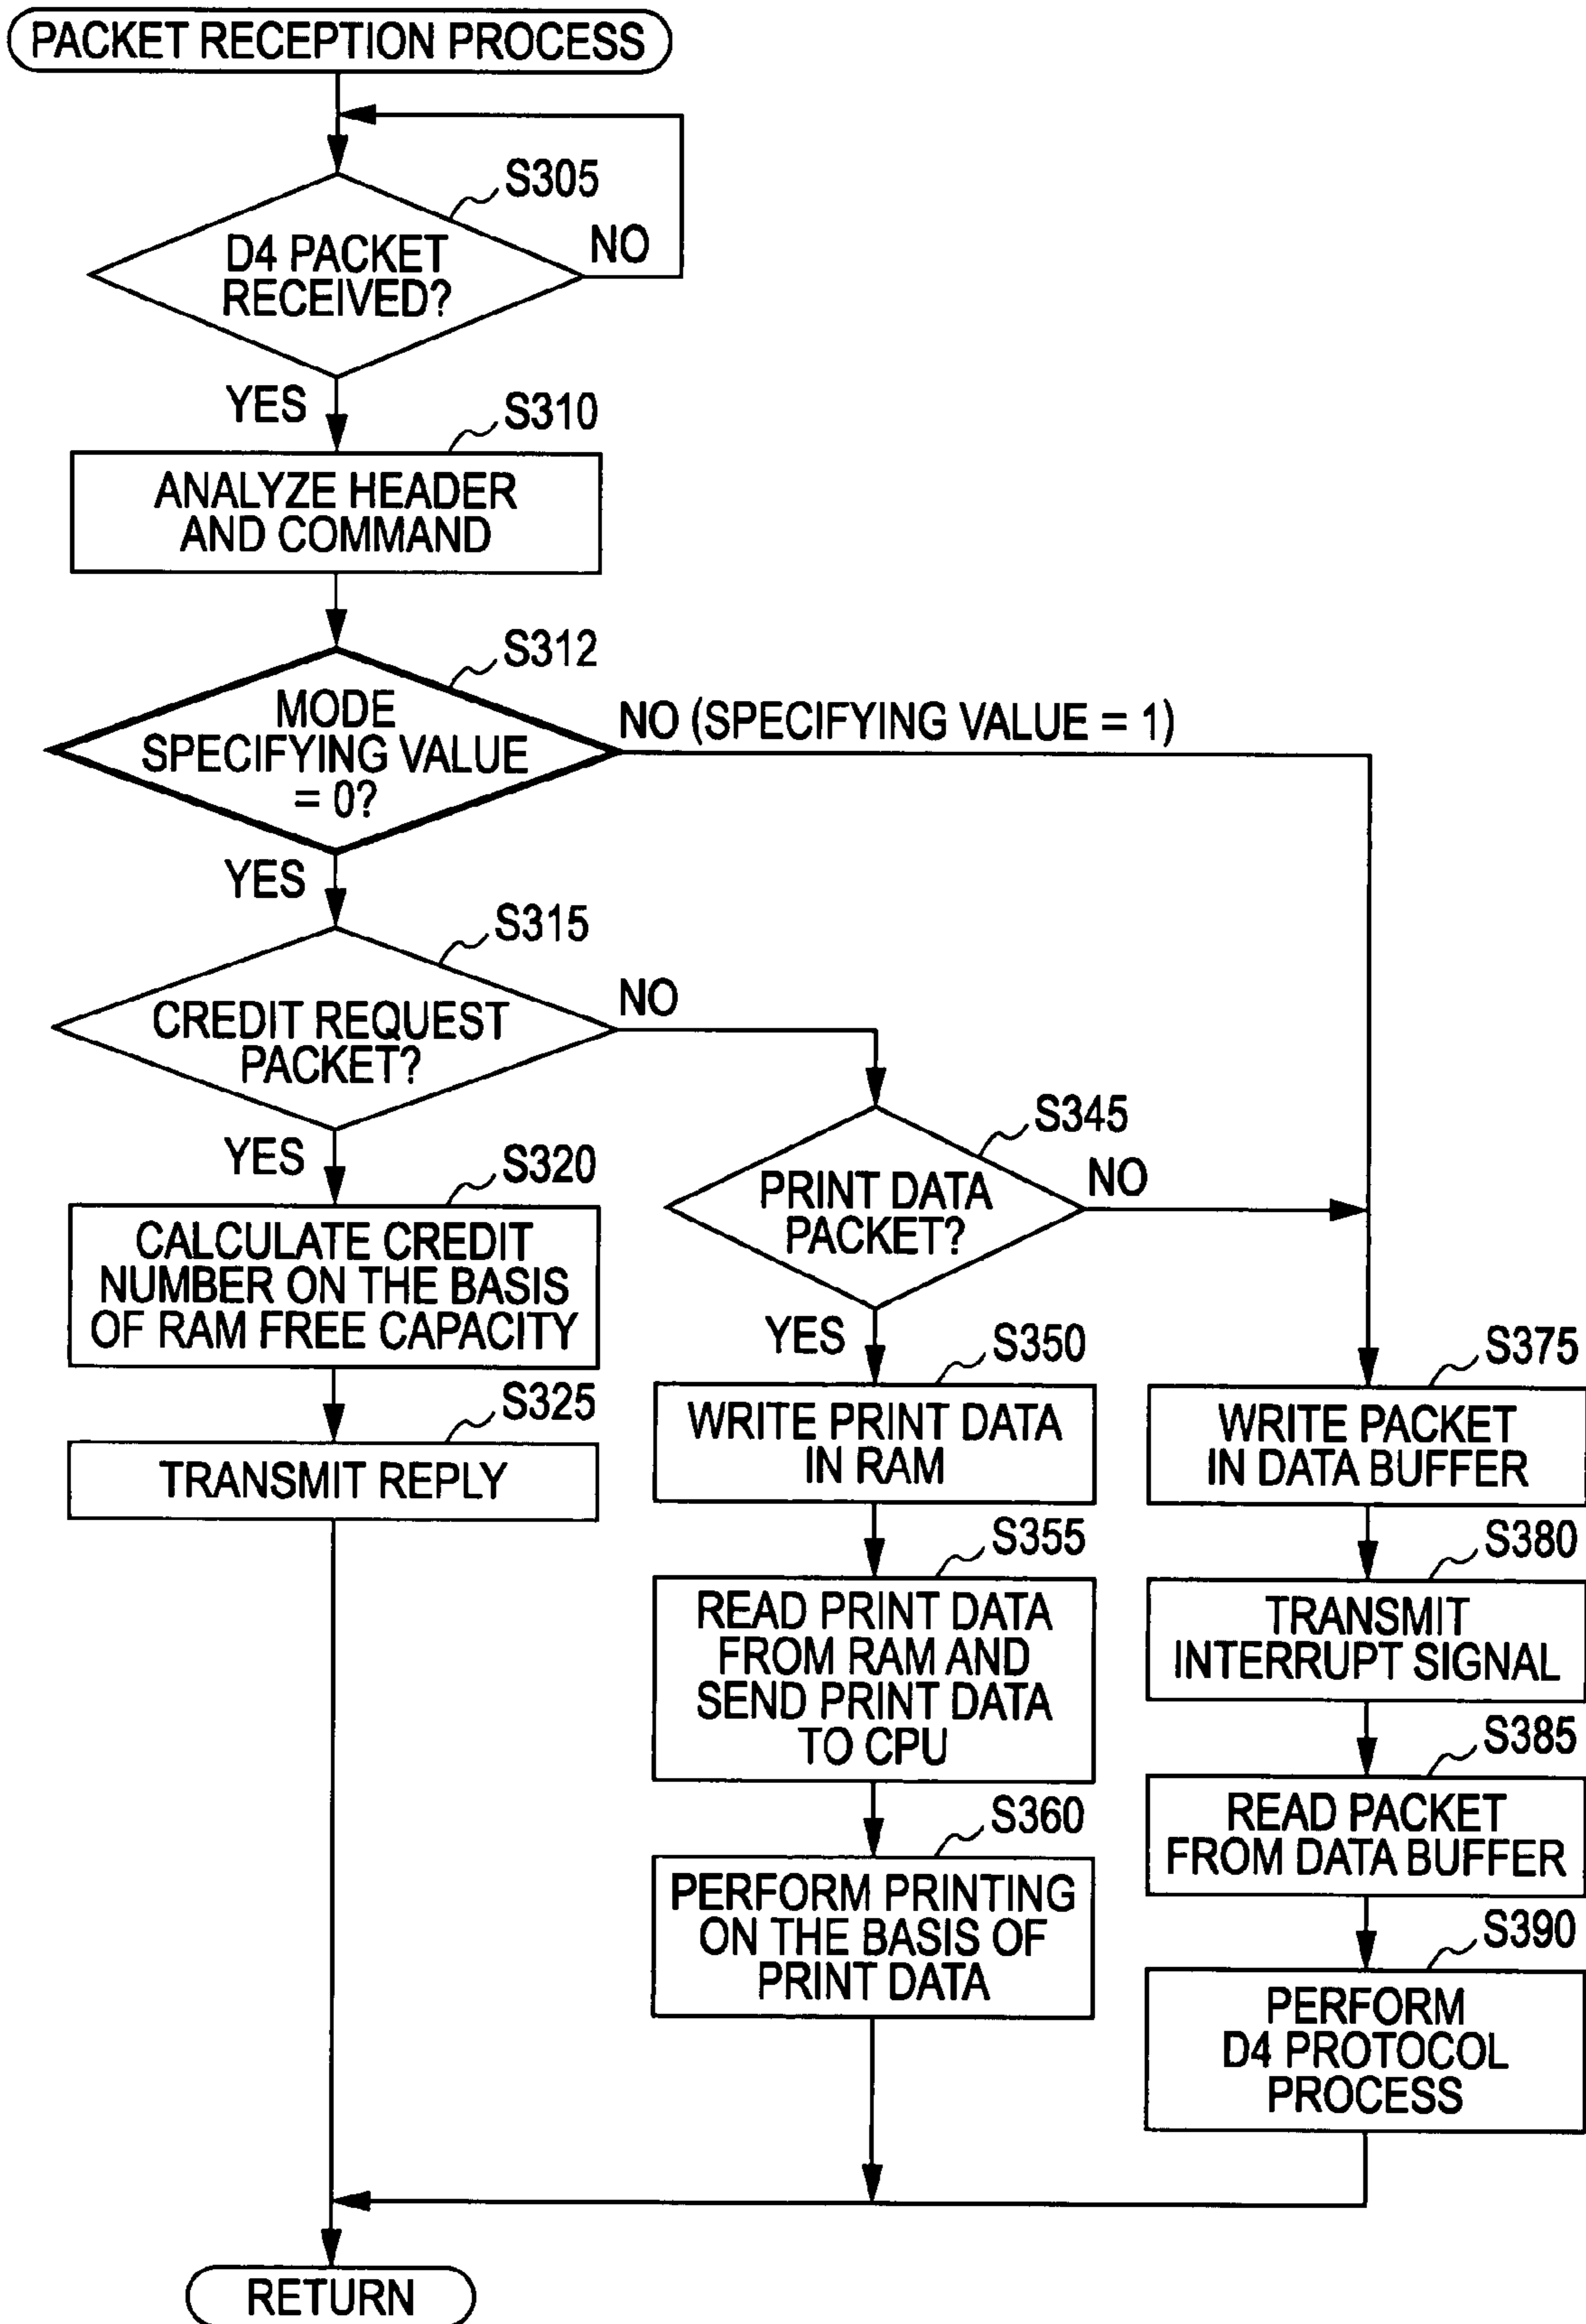 PACKET RECEPTION PROCESS
S305
D4 PACKET
RECEIVED?
NO
YES
S310
ANALYZE HEADER
AND COMMAND
S312
MODE
SPECIFYING VALUE
= 0?
NO (SPECIFYING VALUE = 1)
YES
S315
CREDIT REQUEST
PACKET?
NO
YES
S320
CALCULATE CREDIT
NUMBER ON THE BASIS
OF RAM FREE CAPACITY
S325
TRANSMIT REPLY
S345
PRINT DATA
PACKET?
NO
YES
S350
WRITE PRINT DATA
IN RAM
S355
READ PRINT DATA
FROM RAM AND
SEND PRINT DATA
TO CPU
S360
PERFORM PRINTING
ON THE BASIS OF
PRINT DATA
S375
WRITE PACKET
IN DATA BUFFER
S380
TRANSMIT
INTERRUPT SIGNAL
S385
READ PACKET
FROM DATA BUFFER
S390
PERFORM
D4 PROTOCOL
PROCESS
RETURN